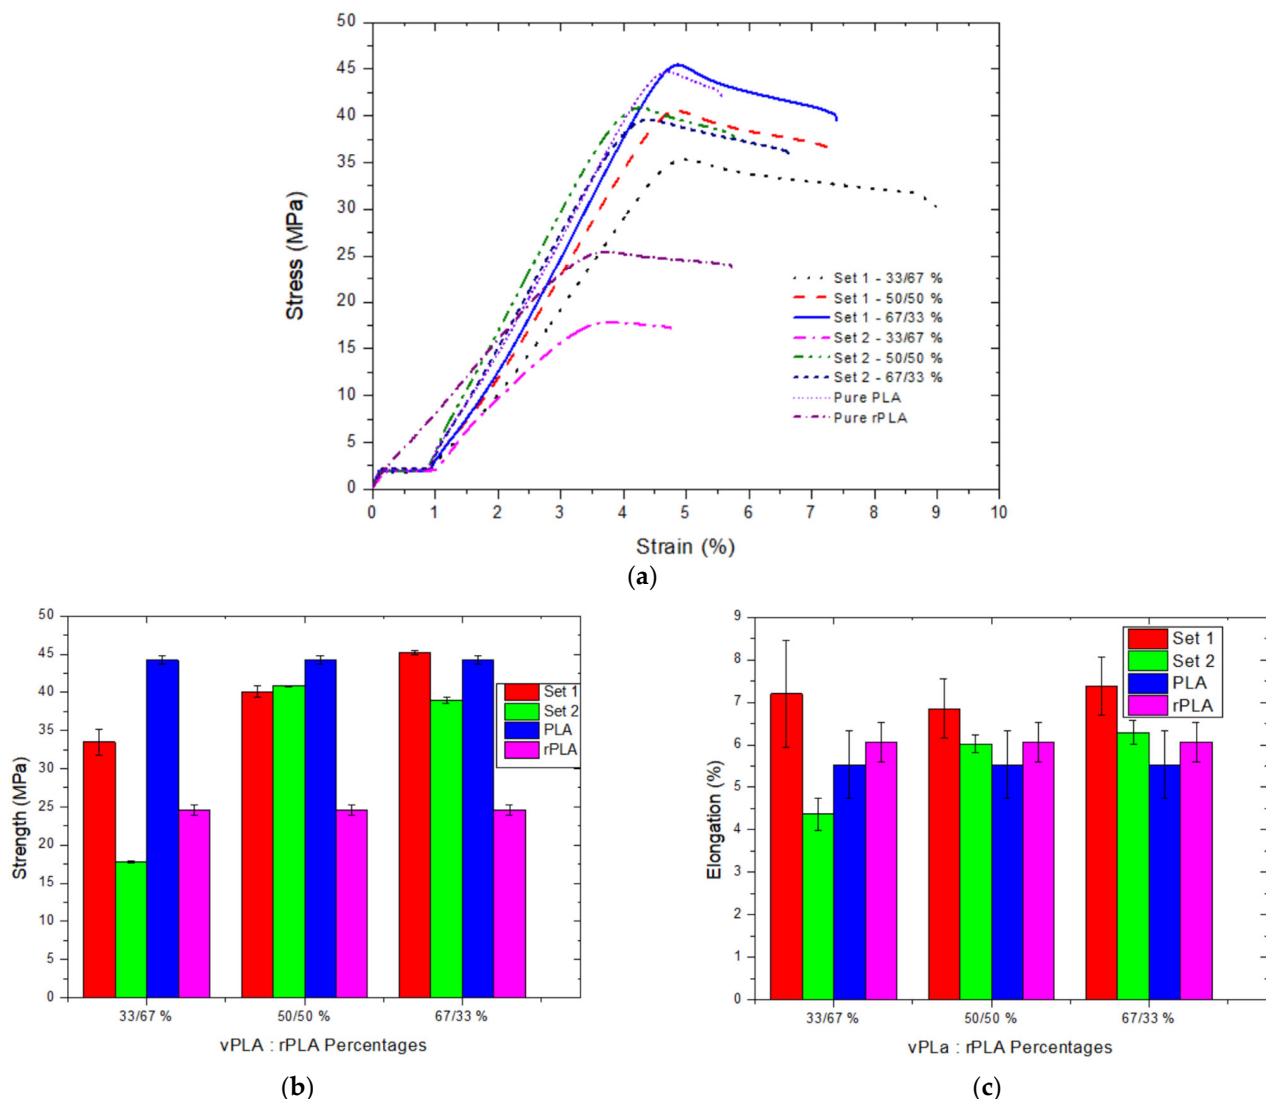 50
45
40
35
30
25
20
15
10
5
0
Stress (MPa)
Set 1 - 33/67 %
Set 1 - 50/50 %
Set 1 - 67/33 %
Set 2 - 33/67 %
Set 2 - 50/50 %
Set 2 - 67/33 %
Pure PLA
Pure rPLA
0 1 2 3 4 5 6 7 8 9 10
Strain (%)
(a)
50
45
40
35
30
25
20
15
10
5
0
Strength (MPa)
Set 1
Set 2
PLA
rPLA
33/67 % 50/50 % 67/33 %
vPLA : rPLA Percentages
(b)
9
8
7
6
5
4
3
2
1
0
Elongation (%)
Set 1
Set 2
PLA
rPLA
33/67 % 50/50 % 67/33 %
vPLa : rPLA Percentages
(c)